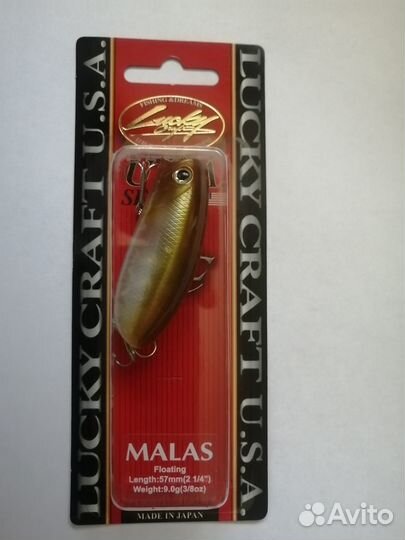 FISHING & DREAMS
Lucky
Craft
LUCKY CRAFT U.S.A.
LUCKY CRAFT U.S.A.
MALAS
Floating
Length:57mm(2 1/4")
Weight:9.0g(3/8oz)
MADE IN JAPAN
Avito